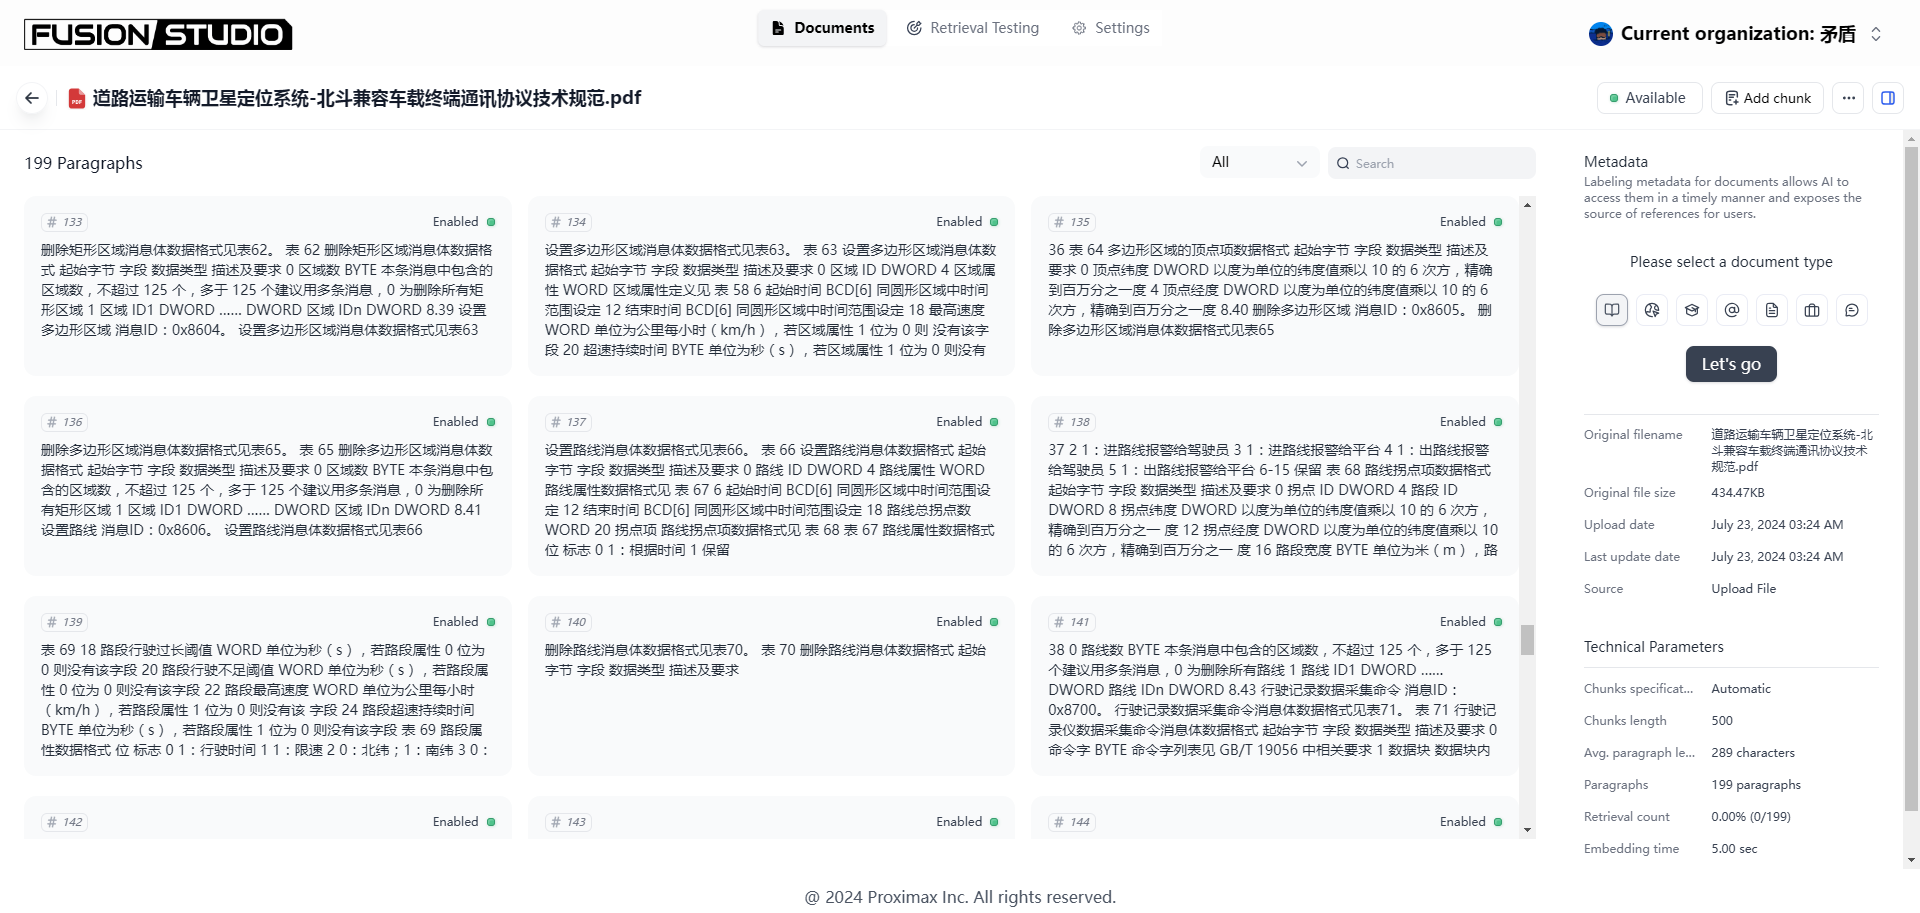 FUSION STUDIO
Documents
Retrieval Testing
Settings
Current organization: 矛盾
PDF
道路运输车辆卫星定位系统-北斗兼容车载终端通讯协议技术规范.pdf
Available
Add chunk
199 Paragraphs
All
Search
# 133
Enabled
删除矩形区域消息体数据格式见表62。 表 62 删除矩形区域消息体数据格
式 起始字节 字段 数据类型 描述及要求 0 区域数 BYTE 本条消息中包含的
区域数，不超过 125 个，多于 125 个建议用多条消息，0 为删除所有矩
形区域 1 区域 ID1 DWORD …… DWORD 区域 IDn DWORD 8.39 设置
多边形区域 消息ID：0x8604。 设置多边形区域消息体数据格式见表63
# 134
Enabled
设置多边形区域消息体数据格式见表63。 表 63 设置多边形区域消息体数
据格式 起始字节 字段 数据类型 描述及要求 0 区域 ID DWORD 4 区域属
性 WORD 区域属性定义见 表 58 6 起始时间 BCD[6] 同圆形区域中时间
范围设定 12 结束时间 BCD[6] 同圆形区域中时间范围设定 18 最高速度
WORD 单位为公里每小时（km/h），若区域属性 1 位为 0 则 没有该字
段 20 超速持续时间 BYTE 单位为秒（s），若区域属性 1 位为 0 则没有
# 135
Enabled
36 表 64 多边形区域的顶点项数据格式 起始字节 字段 数据类型 描述及
要求 0 顶点纬度 DWORD 以度为单位的纬度值乘以 10 的 6 次方，精确
到百万分之一度 4 顶点经度 DWORD 以度为单位的纬度值乘以 10 的 6
次方，精确到百万分之一度 8.40 删除多边形区域 消息ID：0x8605。 删
除多边形区域消息体数据格式见表65
# 136
Enabled
删除多边形区域消息体数据格式见表65。 表 65 删除多边形区域消息体数
据格式 起始字节 字段 数据类型 描述及要求 0 区域数 BYTE 本条消息中包
含的区域数，不超过 125 个，多于 125 个建议用多条消息，0 为删除所
有矩形区域 1 区域 ID1 DWORD …… DWORD 区域 IDn DWORD 8.41
设置路线 消息ID：0x8606。 设置路线消息体数据格式见表66
# 137
Enabled
设置路线消息体数据格式见表66。 表 66 设置路线消息体数据格式 起始
字节 字段 数据类型 描述及要求 0 路线 ID DWORD 4 路线属性 WORD
路线属性数据格式见 表 67 6 起始时间 BCD[6] 同圆形区域中时间范围设
定 12 结束时间 BCD[6] 同圆形区域中时间范围设定 18 路线总拐点数
WORD 20 拐点项 路线拐点项数据格式见 表 68 表 67 路线属性数据格式
位 标志 0 1：根据时间 1 保留
# 138
Enabled
37 2 1：进路线报警给驾驶员 3 1：进路线报警给平台 4 1：出路线报警
给驾驶员 5 1：出路线报警给平台 6-15 保留 表 68 路线拐点项数据格式
起始字节 字段 数据类型 描述及要求 0 拐点 ID DWORD 4 路段 ID
DWORD 8 拐点纬度 DWORD 以度为单位的纬度值乘以 10 的 6 次方，
精确到百万分之一 度 12 拐点经度 DWORD 以度为单位的纬度值乘以 10
的 6 次方，精确到百万分之一 度 16 路段宽度 BYTE 单位为米（m），路
# 139
Enabled
表 69 18 路段行驶过长阈值 WORD 单位为秒（s），若路段属性 0 位为
0 则没有该字段 20 路段行驶不足阈值 WORD 单位为秒（s），若路段属
性 0 位为 0 则没有该字段 22 路段最高速度 WORD 单位为公里每小时
（km/h），若路段属性 1 位为 0 则没有该 字段 24 路段超速持续时间
BYTE 单位为秒（s），若路段属性 1 位为 0 则没有该字段 表 69 路段属
性数据格式 位 标志 0 1：行驶时间 1 1：限速 2 0：北纬；1：南纬 3 0：
# 140
Enabled
删除路线消息体数据格式见表70。 表 70 删除路线消息体数据格式 起始
字节 字段 数据类型 描述及要求
# 141
Enabled
38 0 路线数 BYTE 本条消息中包含的区域数，不超过 125 个，多于 125
个建议用多条消息，0 为删除所有路线 1 路线 ID1 DWORD ……
DWORD 路线 IDn DWORD 8.43 行驶记录数据采集命令 消息ID：
0x8700。 行驶记录数据采集命令消息体数据格式见表71。 表 71 行驶记
录仪数据采集命令消息体数据格式 起始字节 字段 数据类型 描述及要求 0
命令字 BYTE 命令字列表见 GB/T 19056 中相关要求 1 数据块 数据块内
# 142
Enabled
# 143
Enabled
# 144
Enabled
Metadata
Labeling metadata for documents allows AI to
access them in a timely manner and exposes the
source of references for users.
Please select a document type
Let's go
Original filename
道路运输车辆卫星定位系统-北
斗兼容车载终端通讯协议技术
规范.pdf
Original file size
434.47KB
Upload date
July 23, 2024 03:24 AM
Last update date
July 23, 2024 03:24 AM
Source
Upload File
Technical Parameters
Chunks specificat...
Automatic
Chunks length
500
Avg. paragraph le...
289 characters
Paragraphs
199 paragraphs
Retrieval count
0.00% (0/199)
Embedding time
5.00 sec
@ 2024 Proximax Inc. All rights reserved.